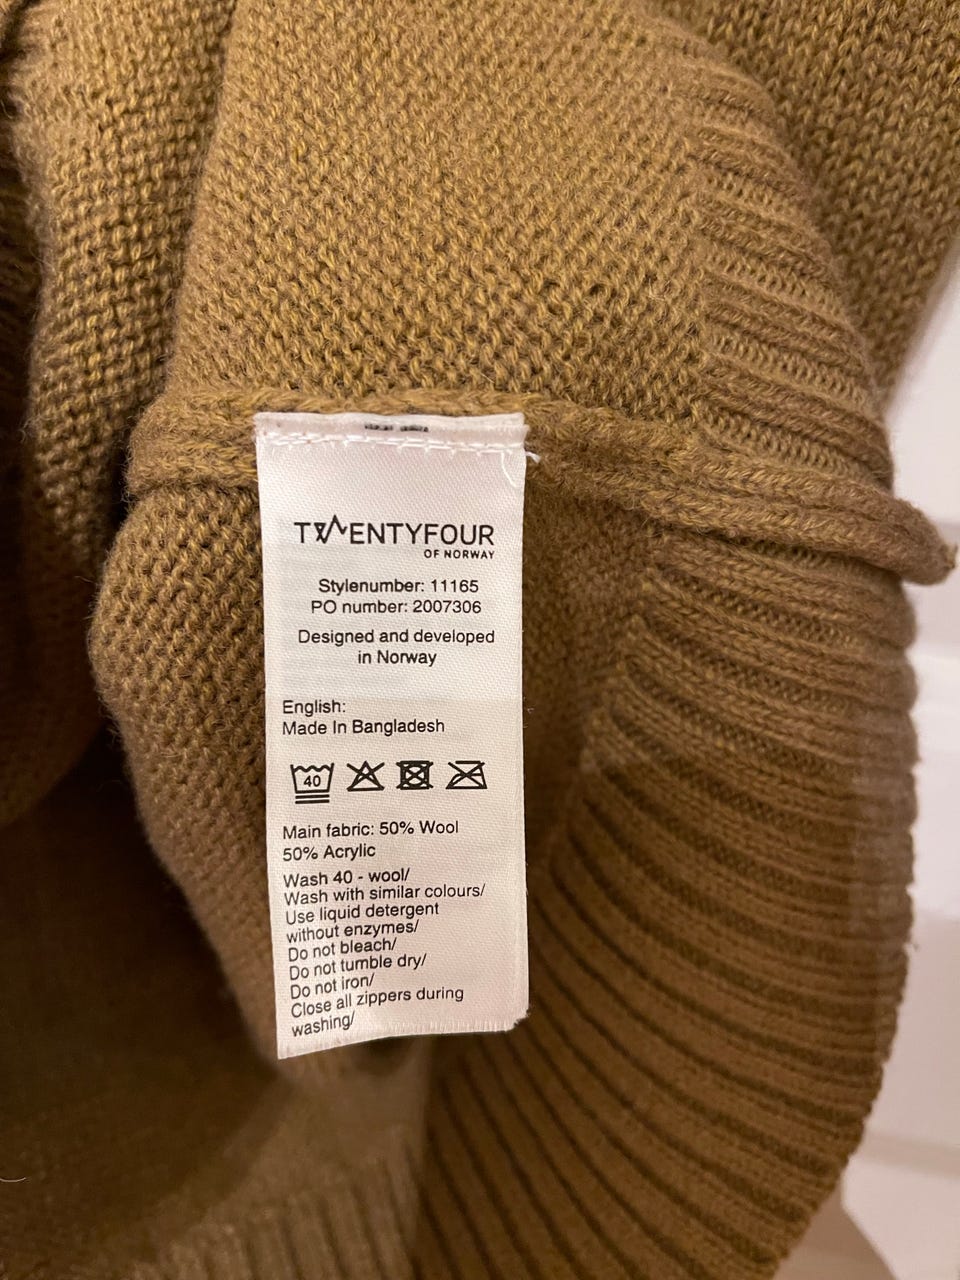 TWENTYFOUR
OF NORWAY
Stylenumber: 11165
PO number: 2007306
Designed and developed
in Norway
English:
Made In Bangladesh
40
Main fabric: 50% Wool
50% Acrylic
Wash 40 - wool/
Wash with similar colours/
Use liquid detergent
without enzymes/
Do not bleach/
Do not tumble dry/
Do not iron/
Close all zippers during
washing/